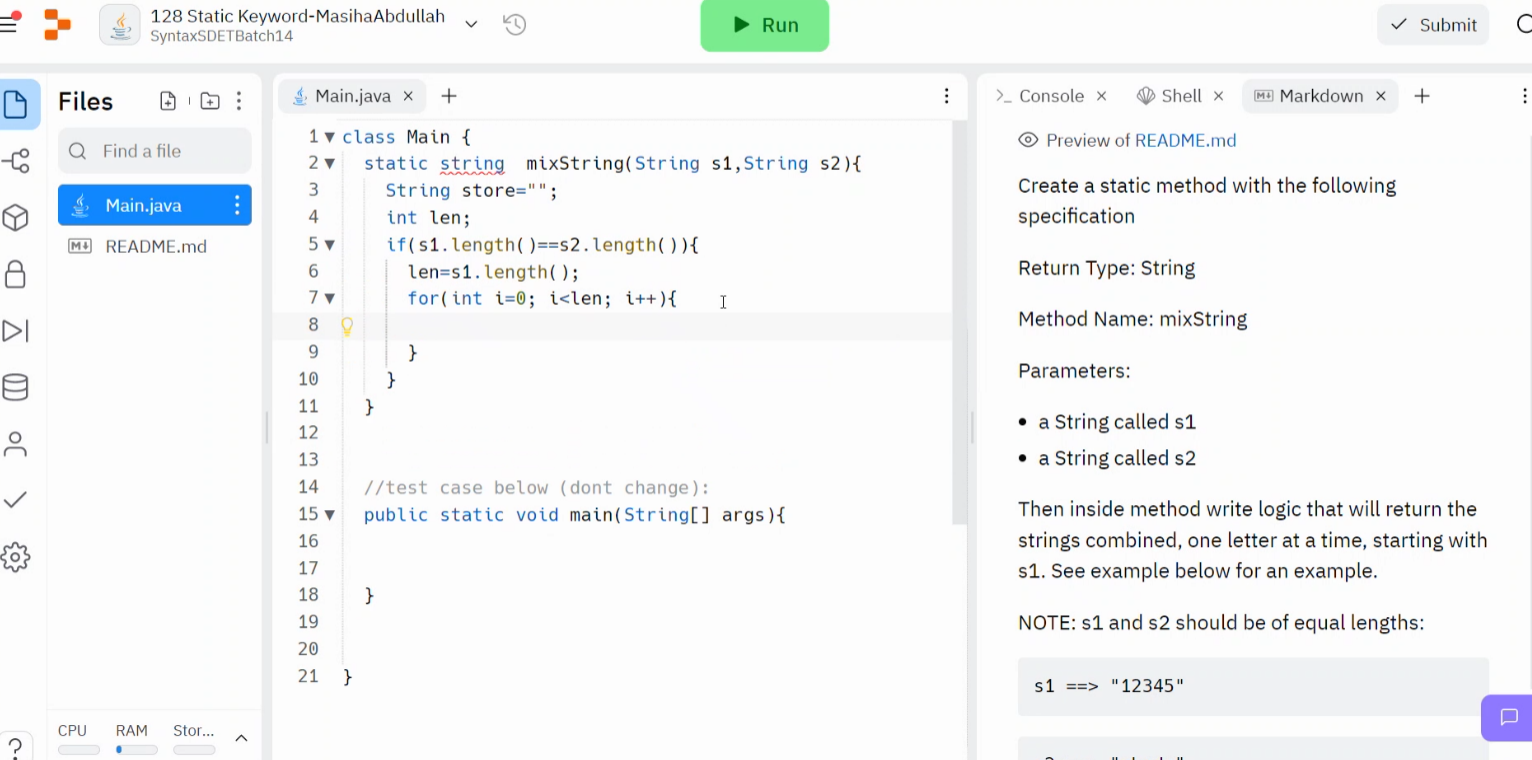 128 Static Keyword-MasihaAbdullah
SyntaxSDETBatch14
Run
Submit
Files
Find a file
Main.java
README.md
CPU RAM Stor...
Main.java
1 class Main {
2 static string  mixString(String s1,String s2){
3 String store="";
4 int len;
5 if(s1.length()==s2.length()){
6 len=s1.length();
7 for(int i=0; i<len; i++){
8
9 }
10 }
11 }
12
13
14 //test case below (dont change):
15 public static void main(String[] args){
16
17
18 }
19
20
21 }
Console Shell Markdown
Preview of README.md
Create a static method with the following
specification
Return Type: String
Method Name: mixString
Parameters:
• a String called s1
• a String called s2
Then inside method write logic that will return the
strings combined, one letter at a time, starting with
s1. See example below for an example.
NOTE: s1 and s2 should be of equal lengths:
s1 ==> "12345"